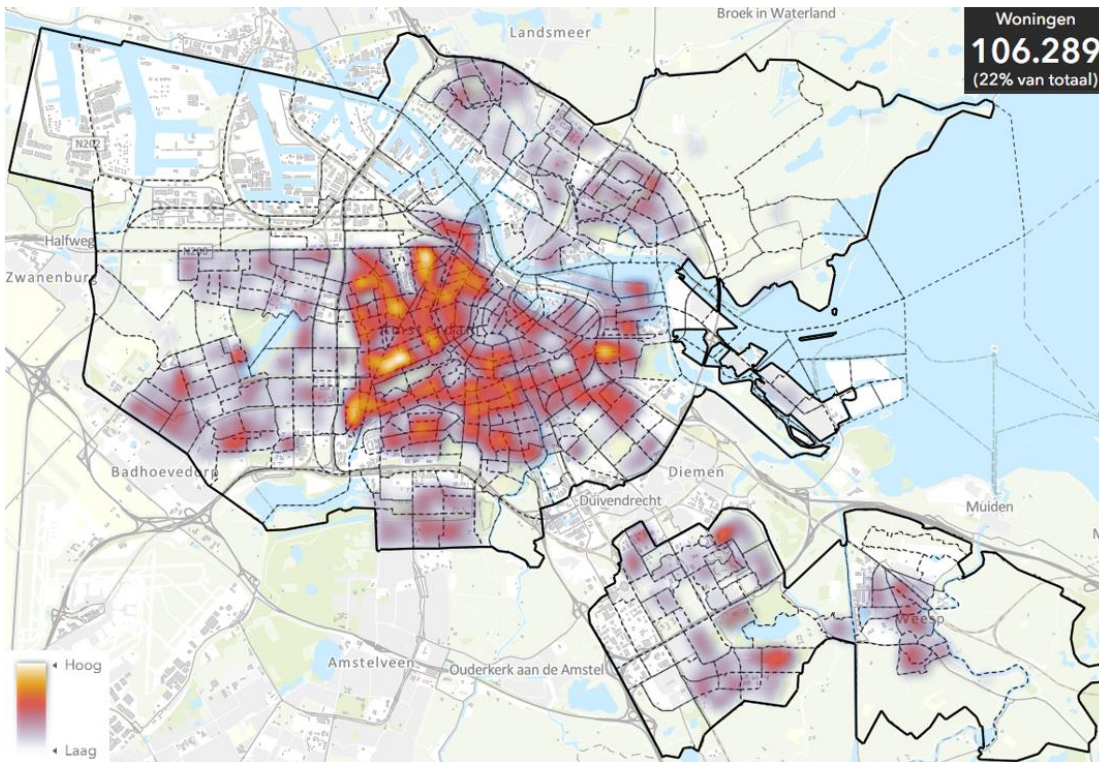 Broek in Waterland
Landsmeer
Woningen
106.289
(22% van totaal)
N202
Halfweg
N200
Zwanenburg
Amsterdam
Badhoevedorp
Diemen
Duivendrecht
Muiden
Weesp
Amstelveen
Ouderkerk aan de Amstel
Hoog
Laag